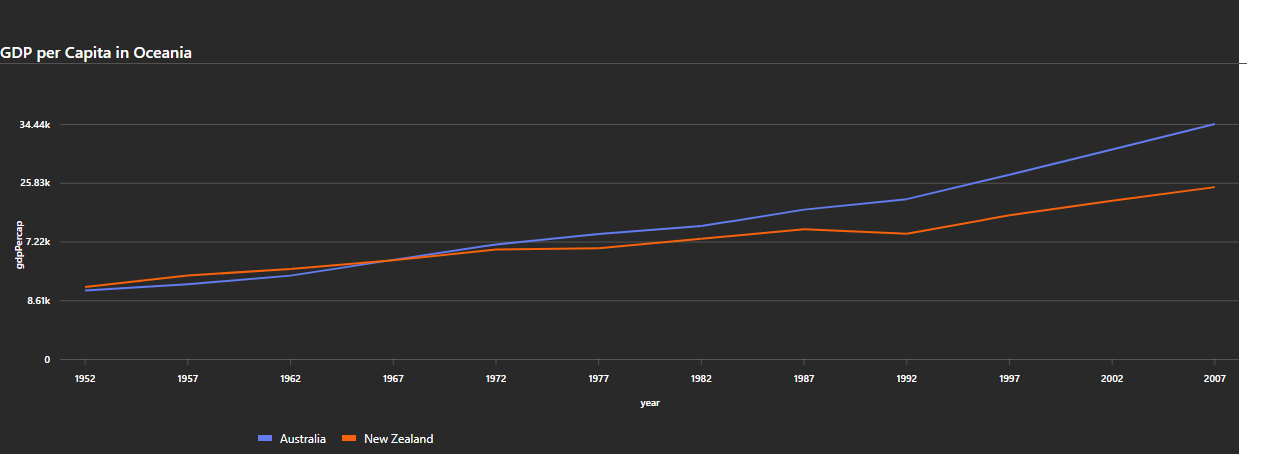 GDP per Capita in Oceania
34.44k
25.83k
7.22k
8.61k
0
gdpPercap
1952 1957 1962 1967 1972 1977 1982 1987 1992 1997 2002 2007
year
Australia New Zealand